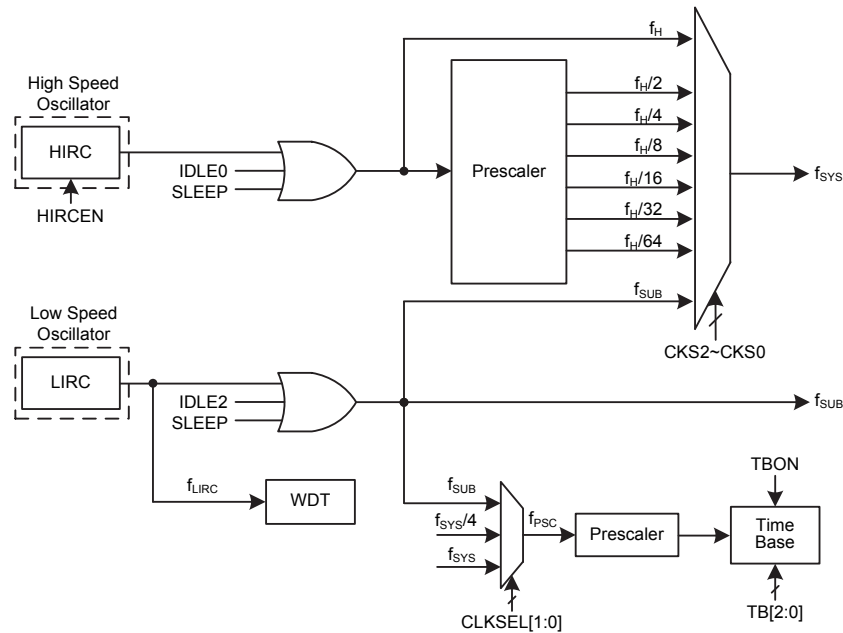 High Speed
Oscillator
HIRC
HIRCEN
IDLE0
SLEEP
fH
Prescaler
fH/2
fH/4
fH/8
fH/16
fH/32
fH/64
fSUB
fSYS
CKS2~CKS0
Low Speed
Oscillator
LIRC
IDLE2
SLEEP
fSUB
fLIRC
WDT
fSUB
fSYS/4
fSYS
CLKSEL[1:0]
fPSC
Prescaler
TBON
Time
Base
TB[2:0]